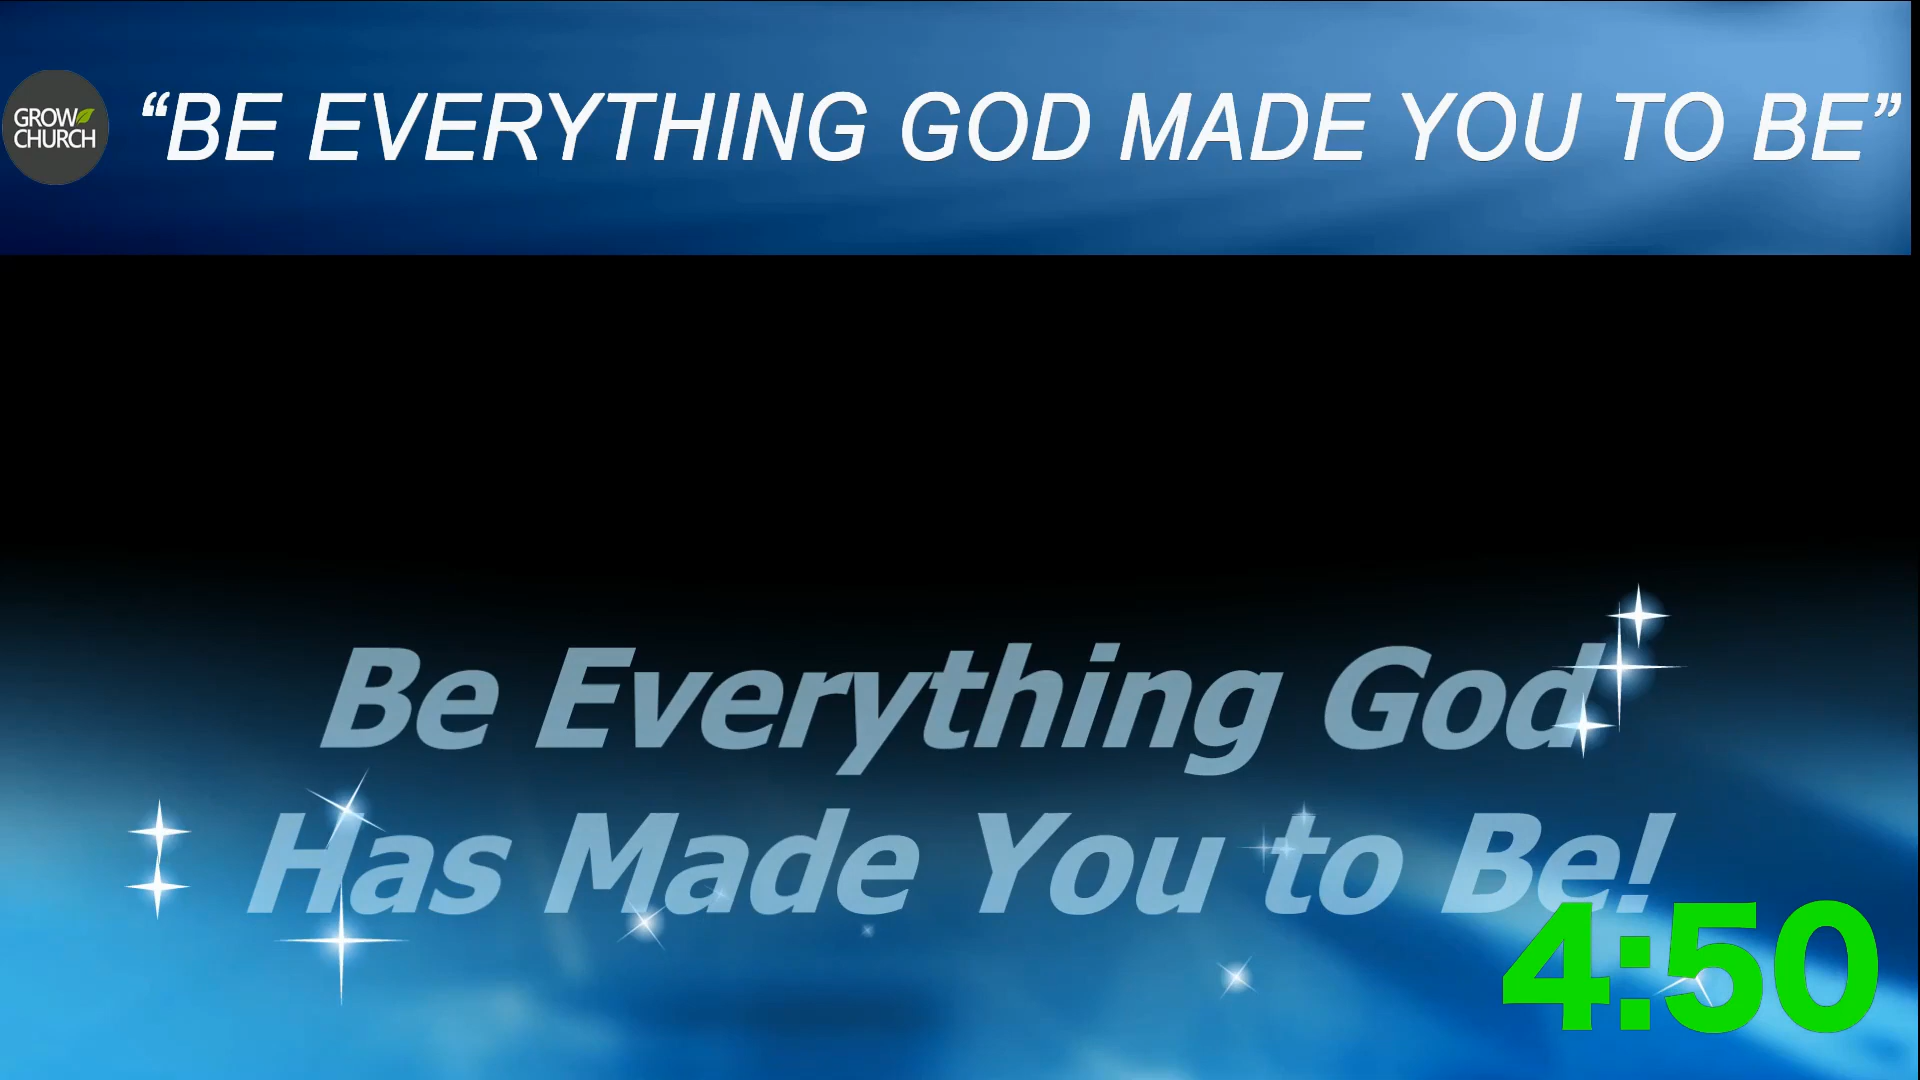 GROW
CHURCH
“BE EVERYTHING GOD MADE YOU TO BE”
Be Everything God
Has Made You to Be!
4:50